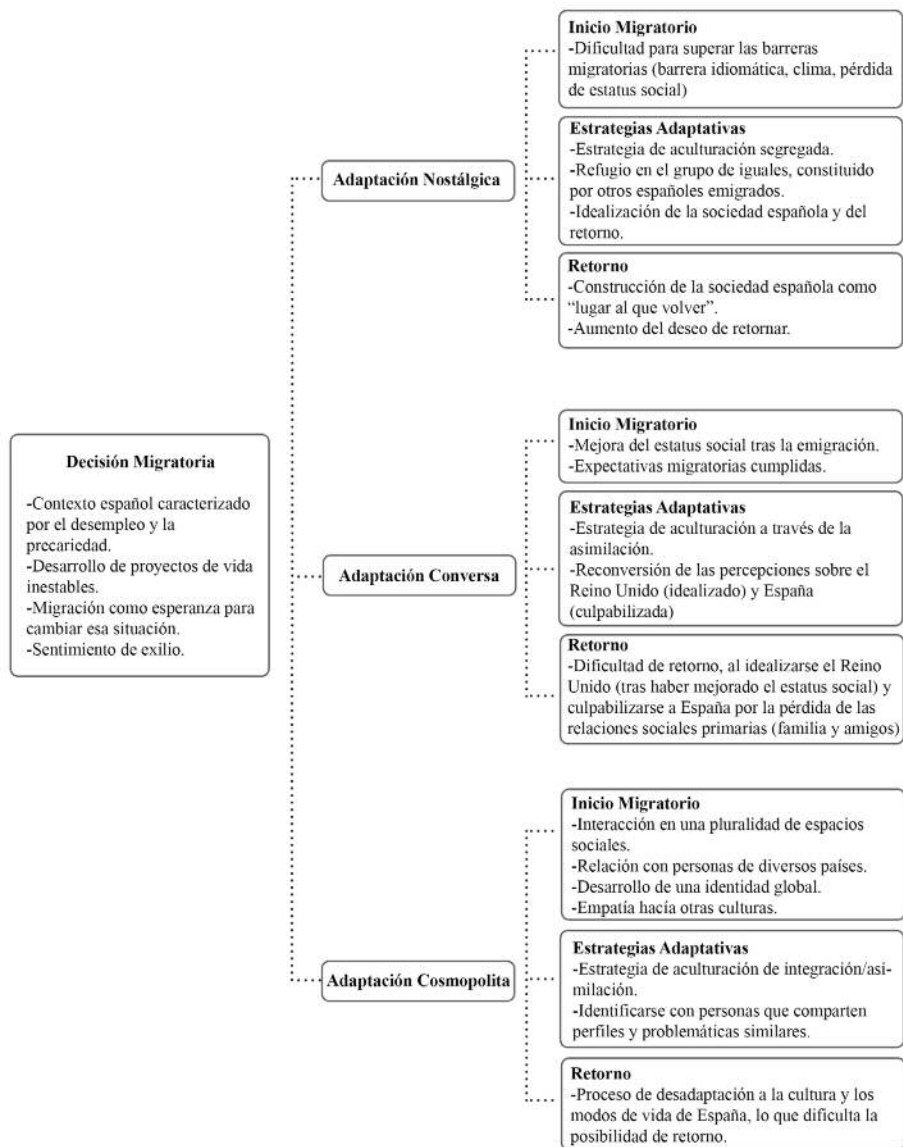 Decisión Migratoria
-Contexto español caracterizado
por el desempleo y la
precariedad.
-Desarrollo de proyectos de vida
inestables.
-Migración como esperanza para
cambiar esa situación.
-Sentimiento de exilio.
Adaptación Nostálgica
Inicio Migratorio
-Dificultad para superar las barreras
migratorias (barrera idiomática, clima, pérdida
de estatus social)
Estrategias Adaptativas
-Estrategia de aculturación segregada.
-Refugio en el grupo de iguales, constituido
por otros españoles emigrados.
-Idealización de la sociedad española y del
retorno.
Retorno
-Construcción de la sociedad española como
“lugar al que volver”.
-Aumento del deseo de retornar.
Adaptación Conversa
Inicio Migratorio
-Mejora del estatus social tras la emigración.
-Expectativas migratorias cumplidas.
Estrategias Adaptativas
-Estrategia de aculturación a través de la
asimilación.
-Reconversión de las percepciones sobre el
Reino Unido (idealizado) y España
(culpabilizada)
Retorno
-Dificultad de retorno, al idealizarse el Reino
Unido (tras haber mejorado el estatus social) y
culpabilizarse a España por la pérdida de las
relaciones sociales primarias (familia y amigos)
Adaptación Cosmopolita
Inicio Migratorio
-Interacción en una pluralidad de espacios
sociales.
-Relación con personas de diversos países.
-Desarrollo de una identidad global.
-Empatía hacía otras culturas.
Estrategias Adaptativas
-Estrategia de aculturación de integración/asi-
milación.
-Identificarse con personas que comparten
perfiles y problemáticas similares.
Retorno
-Proceso de desadaptación a la cultura y los
modos de vida de España, lo que dificulta la
posibilidad de retorno.